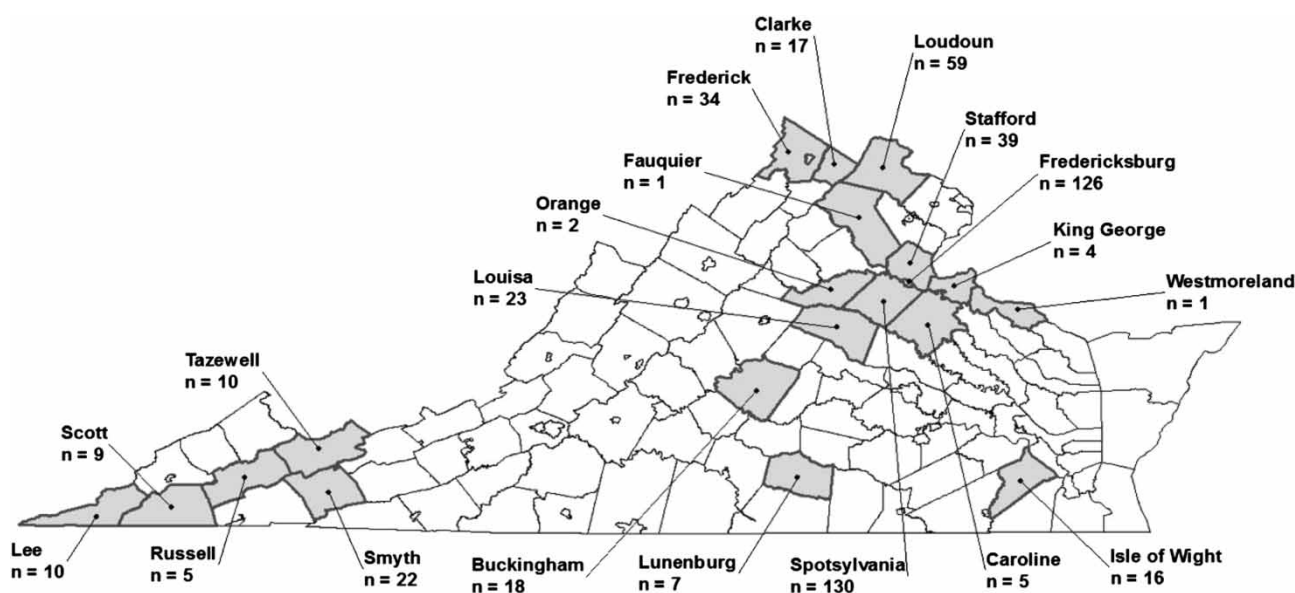 Clarke
n = 17
Loudoun
n = 59
Frederick
n = 34
Stafford
n = 39
Fauquier
n = 1
Fredericksburg
n = 126
Orange
n = 2
King George
n = 4
Louisa
n = 23
Westmoreland
n = 1
Tazewell
n = 10
Scott
n = 9
Lee
n = 10
Russell
n = 5
Smyth
n = 22
Buckingham
n = 18
Lunenburg
n = 7
Spotsylvania
n = 130
Caroline
n = 5
Isle of Wight
n = 16